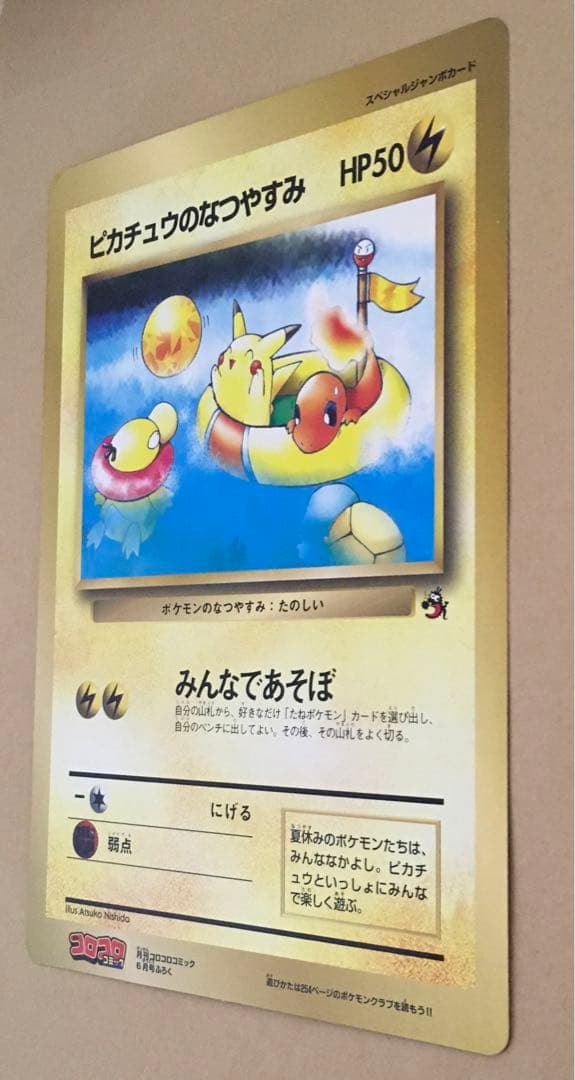 スペシャルジャンボカード
ピカチュウのなつやすみ HP50
ポケモンのなつやすみ：たのしい
みんなであそぼ
自分の山札から、好きなだけ「たねポケモン」カードを選び出し、
自分のベンチに出してよい。その後、その山札をよく切る。
にげる
弱点
夏休みのポケモンたちは、
みんななかよし。ピカチ
ュウといっしょにみんな
で楽しく遊ぶ。
Illus.Atsuko Nishida
コロコロ
コミック
月刊コロコロコミック
6月号ふろく
遊びかたは254ページのポケモンクラブを読もう!!